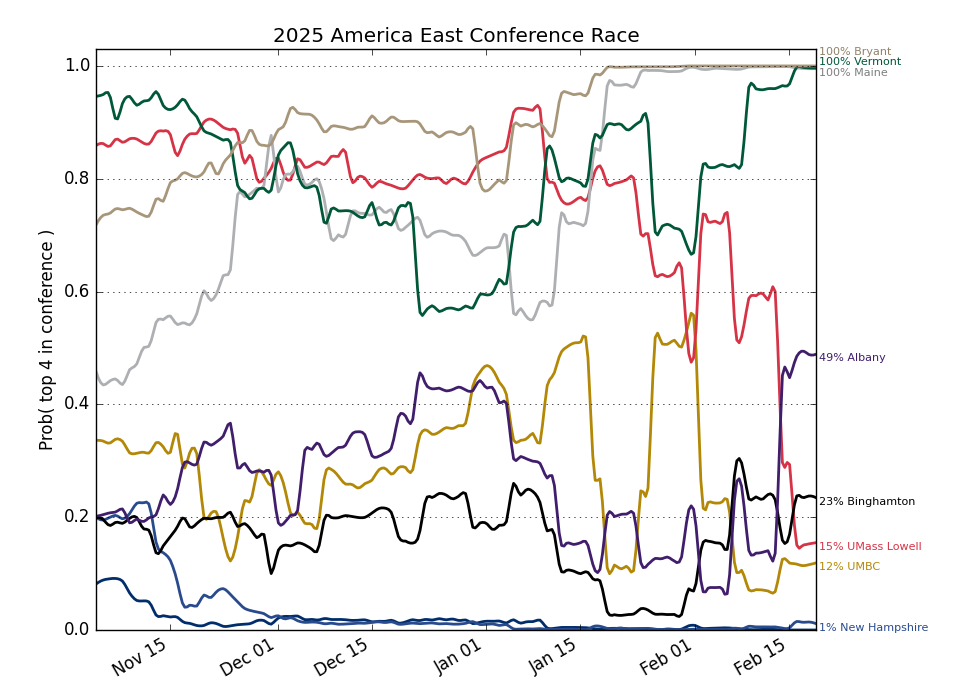 2025 America East Conference Race
Prob( top 4 in conference )
1.0
0.8
0.6
0.4
0.2
0.0
Nov 15
Dec 01
Dec 15
Jan 01
Jan 15
Feb 01
Feb 15
100% Bryant
100% Vermont
100% Maine
49% Albany
23% Binghamton
15% UMass Lowell
12% UMBC
1% New Hampshire